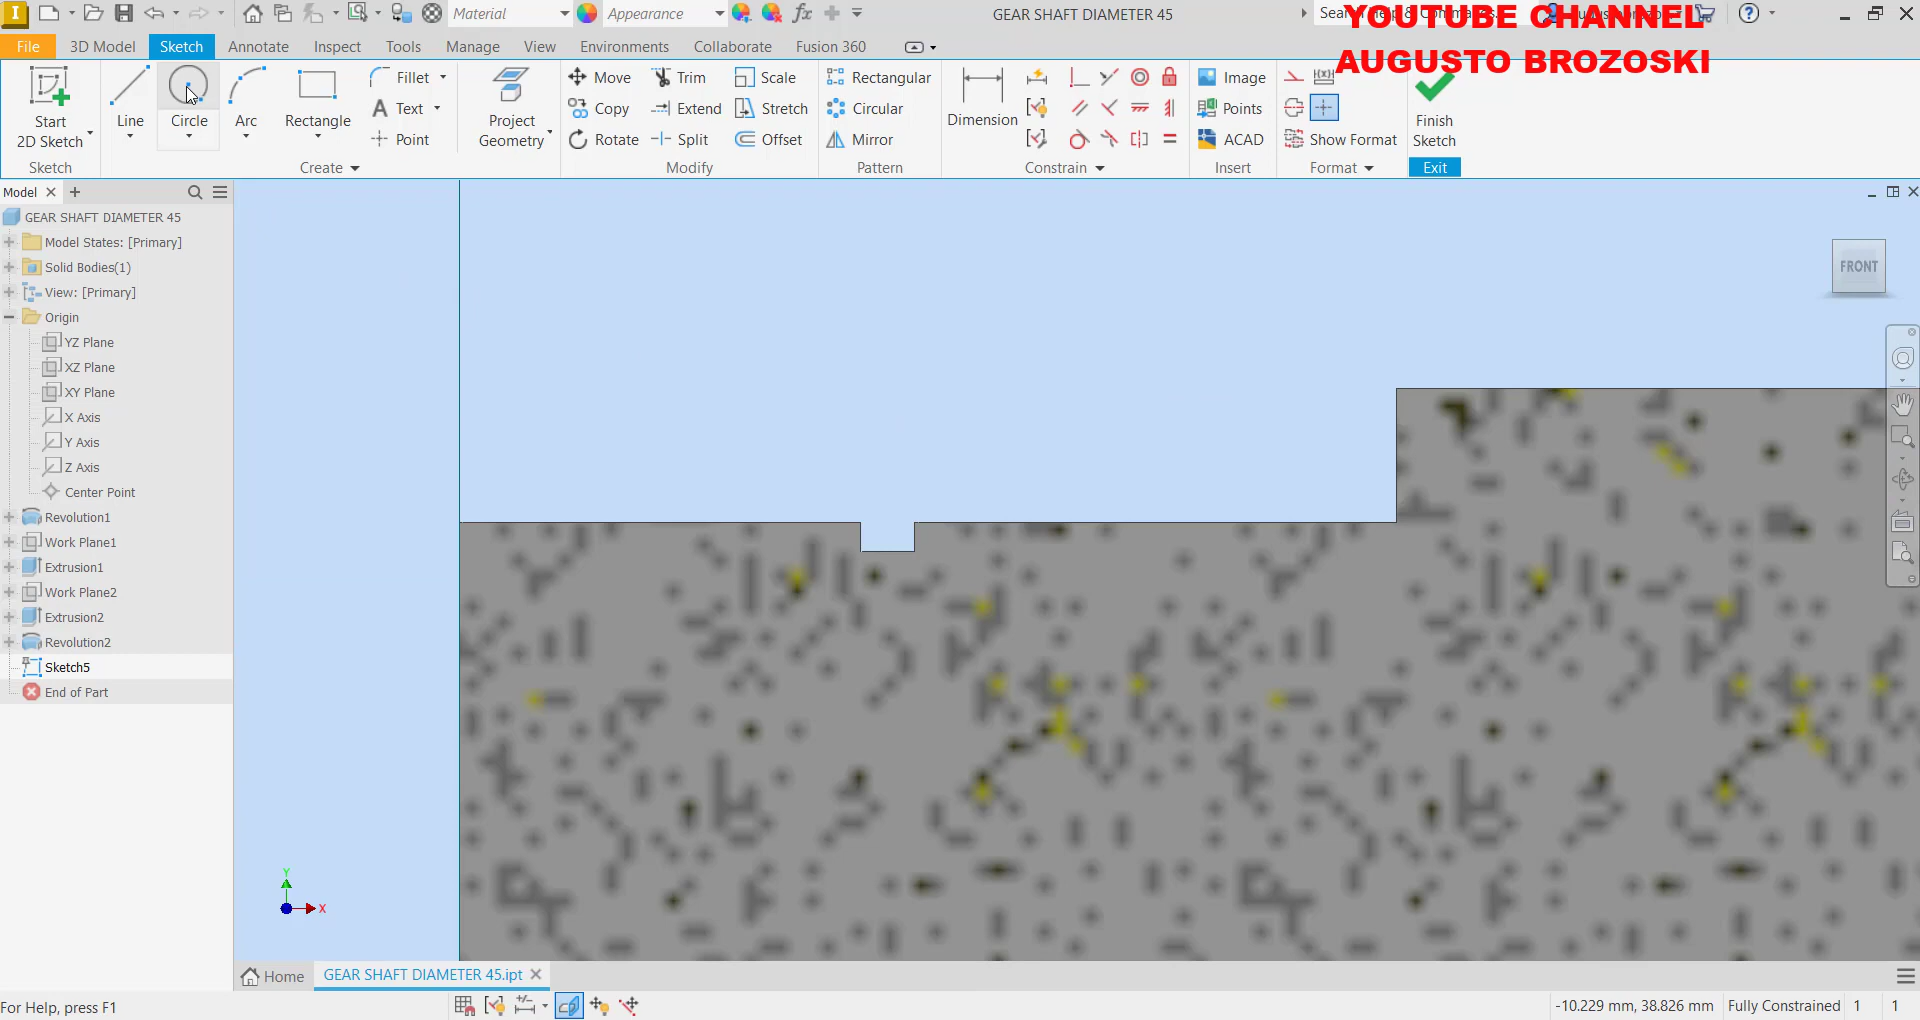 Material
Appearance
GEAR SHAFT DIAMETER 45
YOUTUBE CHANNEL
AUGUSTO BROZOSKI
File
3D Model
Sketch
Annotate
Inspect
Tools
Manage
View
Environments
Collaborate
Fusion 360
Start
2D Sketch
Line
Circle
Arc
Rectangle
Fillet
Text
Point
Project
Geometry
Move
Copy
Rotate
Trim
Extend
Split
Scale
Stretch
Offset
Rectangular
Circular
Mirror
Dimension
Image
Points
ACAD
Show Format
Finish
Sketch
Sketch
Create
Modify
Pattern
Constrain
Insert
Format
Exit
Model
GEAR SHAFT DIAMETER 45
Model States: [Primary]
Solid Bodies(1)
View: [Primary]
Origin
YZ Plane
XZ Plane
XY Plane
X Axis
Y Axis
Z Axis
Center Point
Revolution1
Work Plane1
Extrusion1
Work Plane2
Extrusion2
Revolution2
Sketch5
End of Part
FRONT
Y
X
Home
GEAR SHAFT DIAMETER 45.ipt
For Help, press F1
-10.229 mm, 38.826 mm
Fully Constrained
1
1